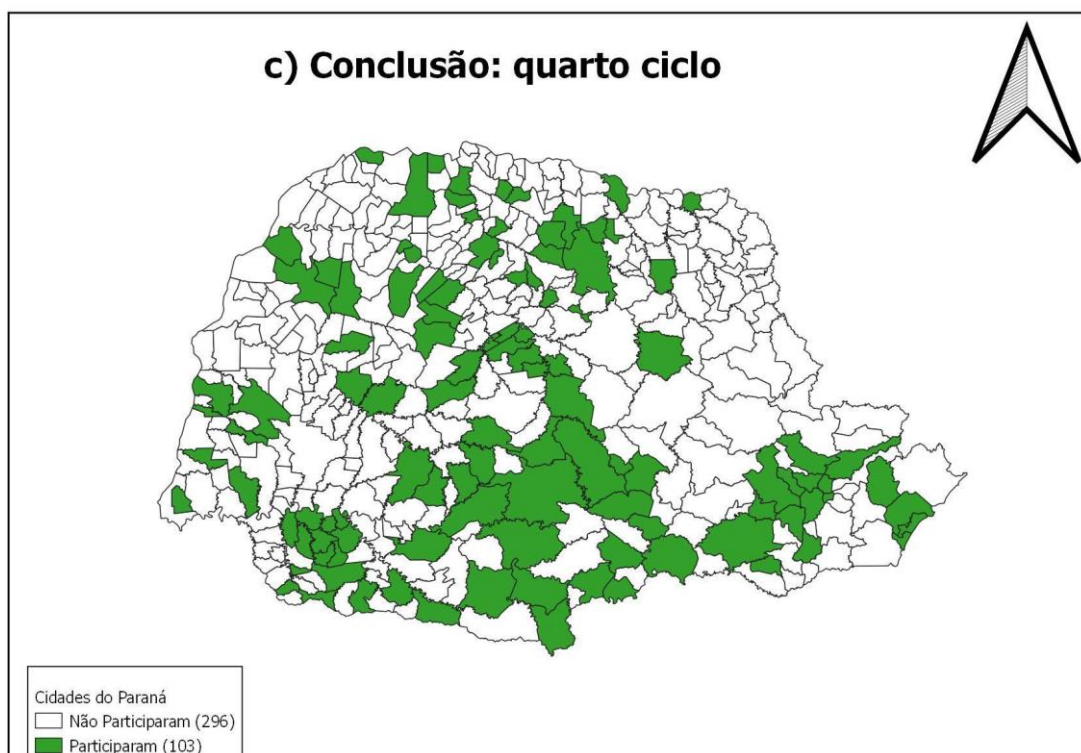 c) Conclusão: quarto ciclo
Cidades do Paraná
Não Participaram (296)
Participaram (103)